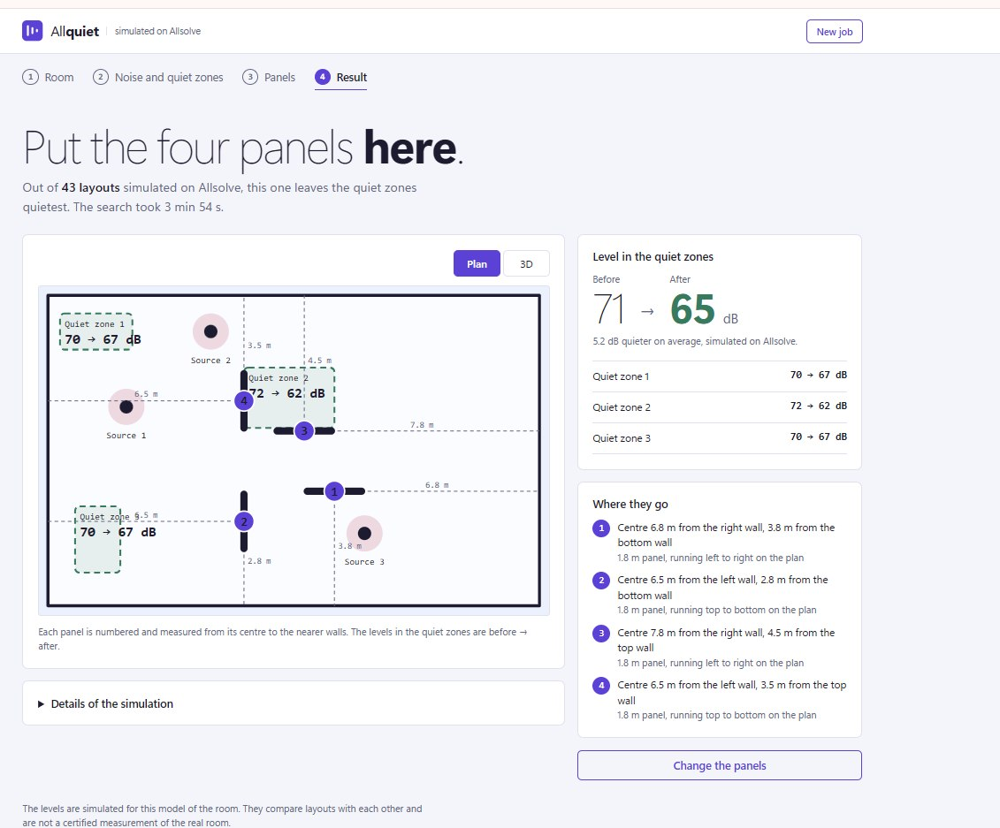 Allquiet
simulated on Allsolve
New job
1 Room
2 Noise and quiet zones
3 Panels
4 Result
Put the four panels here.
Out of 43 layouts simulated on Allsolve, this one leaves the quiet zones
quietest. The search took 3 min 54 s.
Plan
3D
Quiet zone 1
70 → 67 dB
Source 2
3.5 m
4.5 m
Quiet zone 2
72 → 62 dB
6.5 m
4
Source 1
3
7.8 m
1
6.8 m
Quiet zone 3
6.5 m
70 → 67 dB
2
3.8 m
2.8 m
Source 3
Each panel is numbered and measured from its centre to the nearer walls. The levels in the quiet zones are before →
after.
Details of the simulation
Level in the quiet zones
Before
After
71 → 65 dB
5.2 dB quieter on average, simulated on Allsolve.
Quiet zone 1 70 → 67 dB
Quiet zone 2 72 → 62 dB
Quiet zone 3 70 → 67 dB
Where they go
1 Centre 6.8 m from the right wall, 3.8 m from the
bottom wall
1.8 m panel, running left to right on the plan
2 Centre 6.5 m from the left wall, 2.8 m from the
bottom wall
1.8 m panel, running top to bottom on the plan
3 Centre 7.8 m from the right wall, 4.5 m from the
top wall
1.8 m panel, running left to right on the plan
4 Centre 6.5 m from the left wall, 3.5 m from the top
wall
1.8 m panel, running top to bottom on the plan
Change the panels
The levels are simulated for this model of the room. They compare layouts with each other and
are not a certified measurement of the real room.